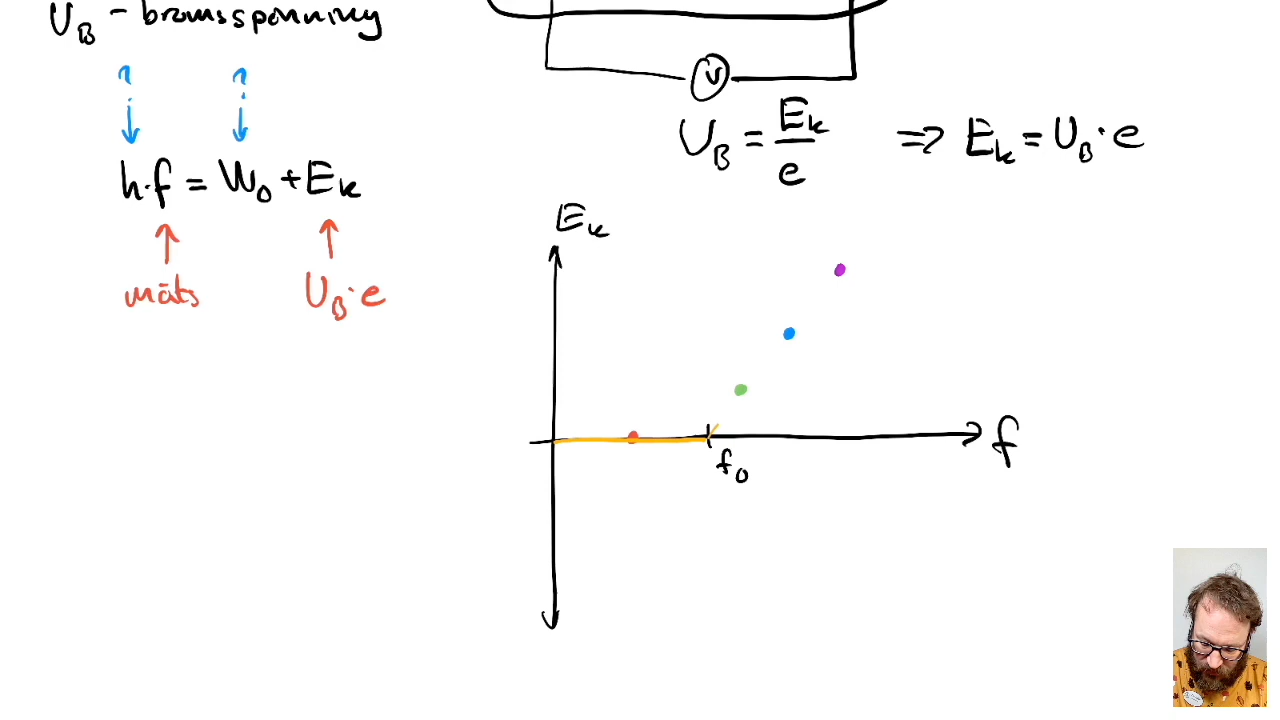 U_B - bromsspänning
V
U_B = E_k/e ⇒ E_k = U_B · e
? ?
h·f = W_0 + E_k
mäts U_B·e
E_k
f_0
f